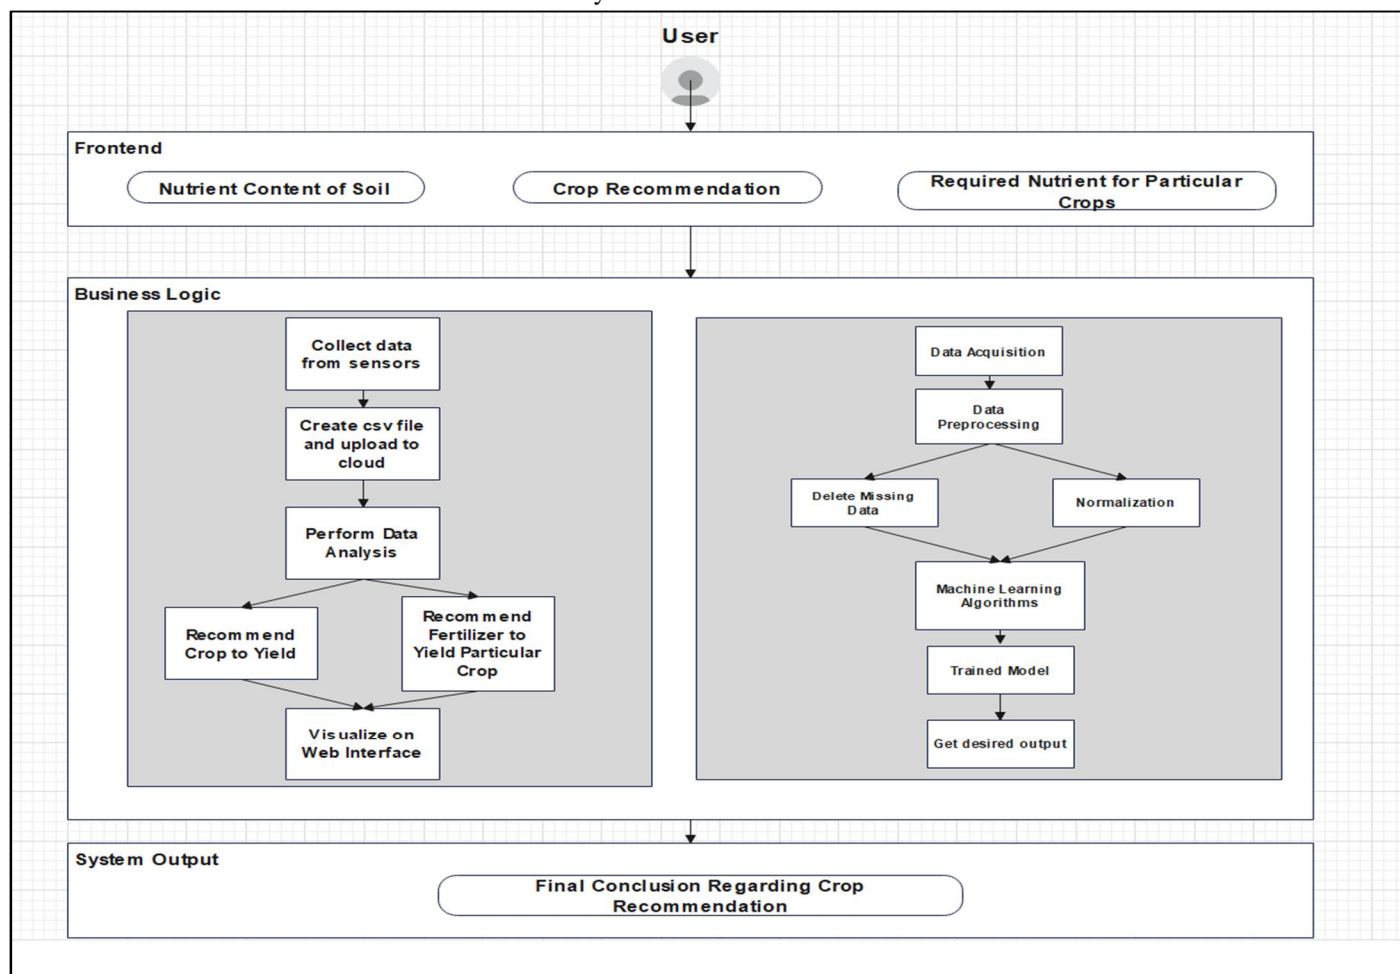 User
Frontend
Nutrient Content of Soil
Crop Recommendation
Required Nutrient for Particular
Crops
Business Logic
Collect data
from sensors
Create csv file
and upload to
cloud
Perform Data
Analysis
Recommend
Crop to Yield
Recommend
Fertilizer to
Yield Particular
Crop
Visualize on
Web Interface
Data Acquisition
Data
Preprocessing
Delete Missing
Data
Normalization
Machine Learning
Algorithms
Trained Model
Get desired output
System Output
Final Conclusion Regarding Crop
Recommendation